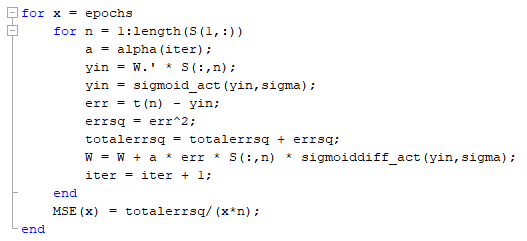 for x = epochs
for n = 1:length(S(1,:))
a = alpha(iter);
yin = W.' * S(:,n);
yin = sigmoid_act(yin,sigma);
err = t(n) - yin;
errsq = err^2;
totalerrsq = totalerrsq + errsq;
W = W + a * err * S(:,n) * sigmoiddiff_act(yin,sigma);
iter = iter + 1;
end
MSE(x) = totalerrsq/(x*n);
end